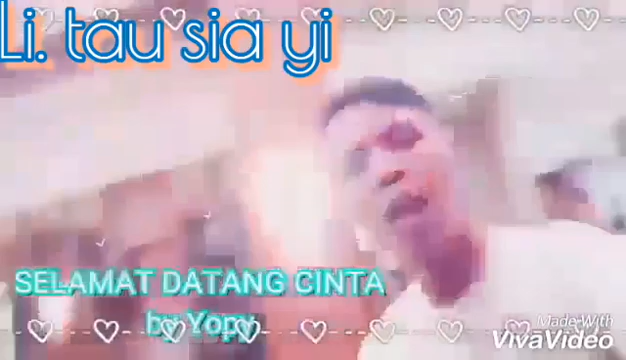 Li. tau sia yi
SELAMAT DATANG CINTA
by Yopy
Made With
VivaVideo